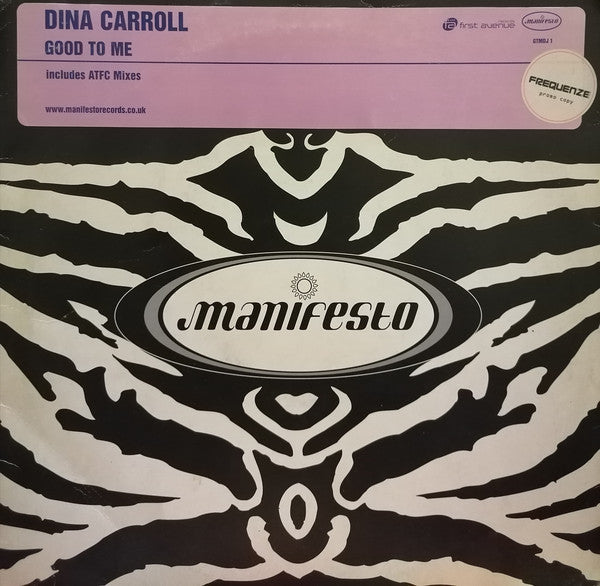 DINA CARROLL
GOOD TO ME
includes ATFC Mixes
www.manifestorecords.co.uk
first avenue
manifesto
GTMDJ 1
FREQUENZE
promo copy
manifesto